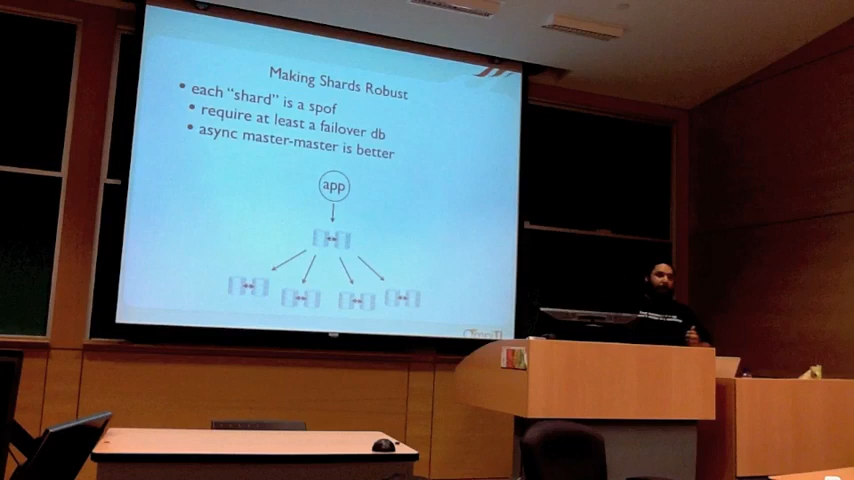 Making Shards Robust
• each “shard” is a spof
• require at least a failover db
• async master-master is better
app